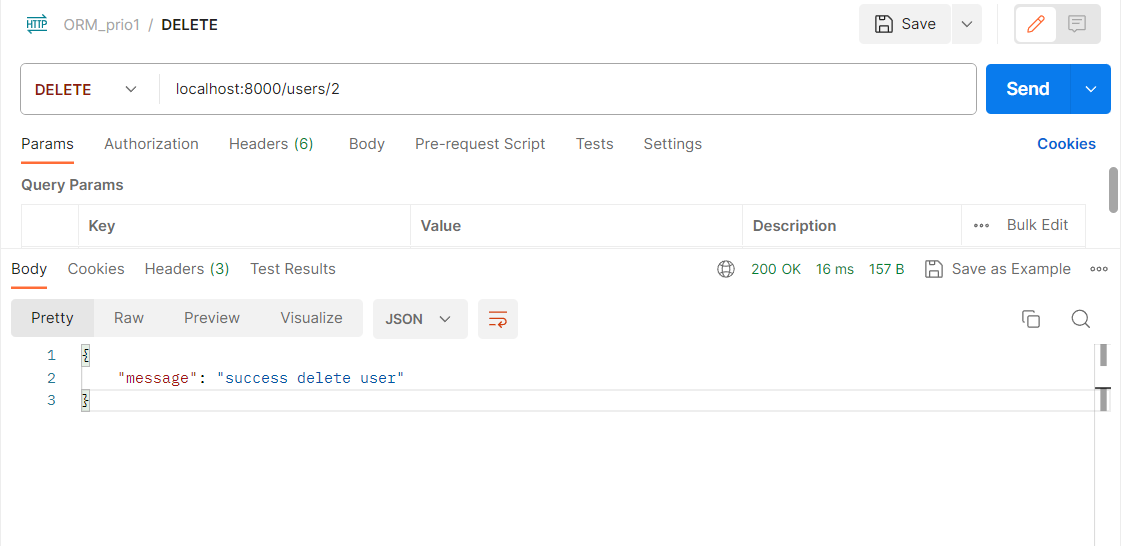 HTTP ORM_prio1 / DELETE Save
DELETE localhost:8000/users/2 Send
Params Authorization Headers (6) Body Pre-request Script Tests Settings Cookies
Query Params
Key Value Description Bulk Edit
Body Cookies Headers (3) Test Results 200 OK 16 ms 157 B Save as Example
Pretty Raw Preview Visualize JSON
1 {
2 "message": "success delete user"
3 }